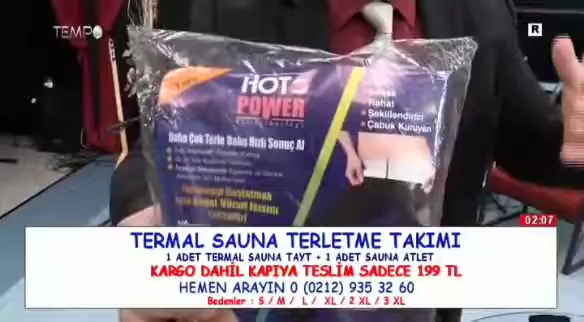 TEMPO
R
HOT
POWER
Rahat
Şekillendirici
Çabuk Kuruyan
Daha Çok Terle Daha Hızlı Sonuç Al
02:07
TERMAL SAUNA TERLETME TAKIMI
1 ADET TERMAL SAUNA TAYT + 1 ADET SAUNA ATLET
KARGO DAHİL KAPIYA TESLİM SADECE 199 TL
HEMEN ARAYIN 0 (0212) 935 32 60
Bedenler : S / M / L / XL / 2 XL / 3 XL